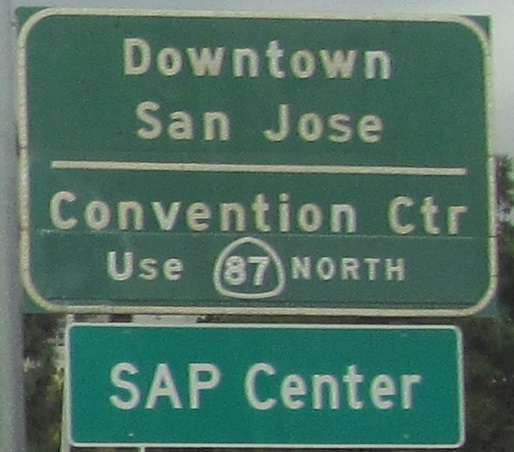 Downtown
San Jose
Convention Ctr
Use 87 NORTH
SAP Center